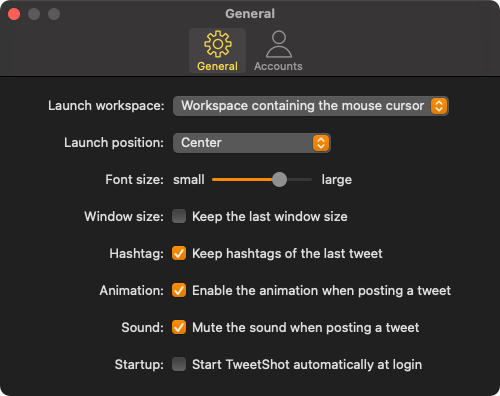 General
General Accounts
Launch workspace: Workspace containing the mouse cursor
Launch position: Center
Font size: small large
Window size: Keep the last window size
Hashtag: Keep hashtags of the last tweet
Animation: Enable the animation when posting a tweet
Sound: Mute the sound when posting a tweet
Startup: Start TweetShot automatically at login